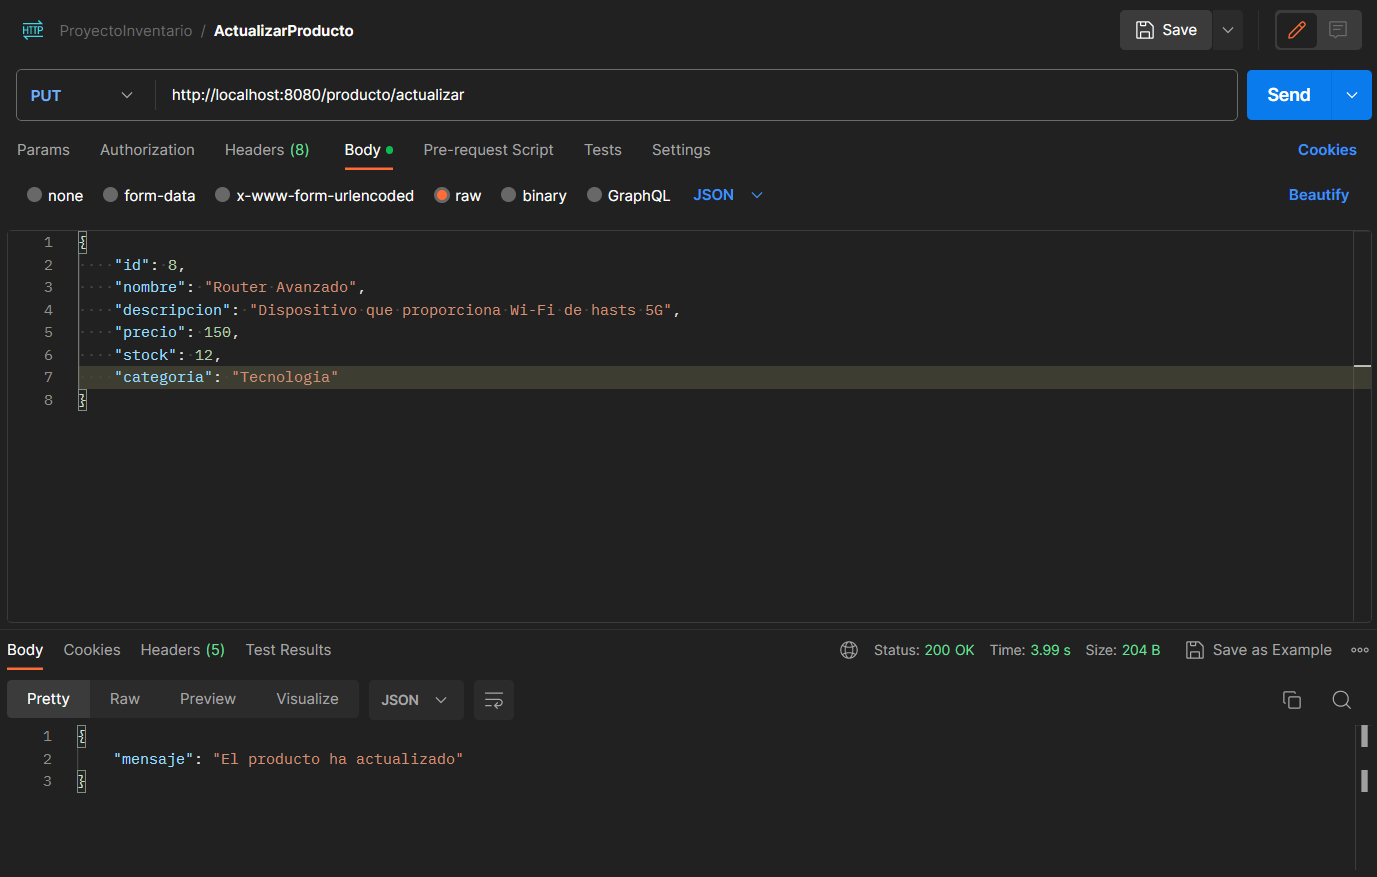 HTTP ProyectoInventario / ActualizarProducto Save
PUT http://localhost:8080/producto/actualizar Send
Params Authorization Headers (8) Body Pre-request Script Tests Settings Cookies
none form-data x-www-form-urlencoded raw binary GraphQL JSON Beautify
1 {
2 "id": 8,
3 "nombre": "Router Avanzado",
4 "descripcion": "Dispositivo que proporciona Wi-Fi de hasts 5G",
5 "precio": 150,
6 "stock": 12,
7 "categoria": "Tecnologia"
8 }
Body Cookies Headers (5) Test Results Status: 200 OK Time: 3.99 s Size: 204 B Save as Example
Pretty Raw Preview Visualize JSON
1 {
2 "mensaje": "El producto ha actualizado"
3 }